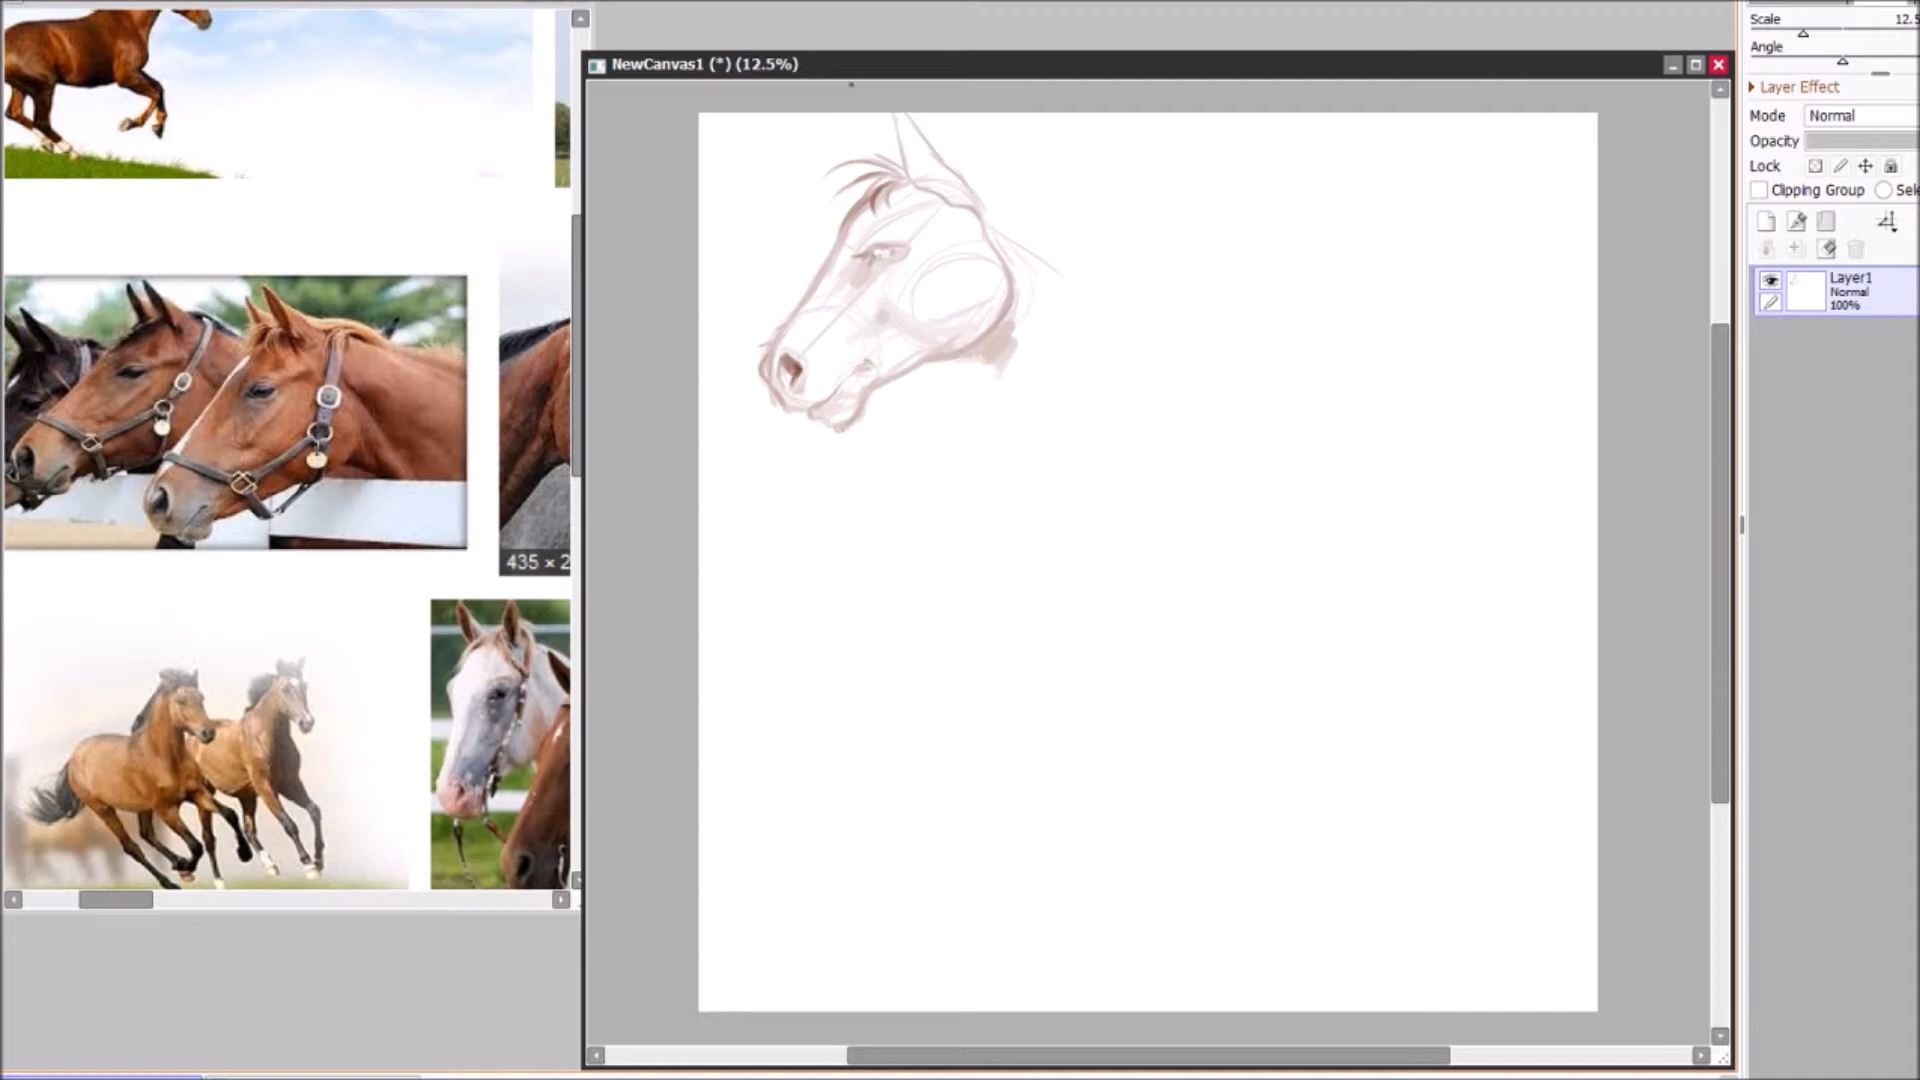 NewCanvas1 (*) (12.5%)
435 × 2
Scale
12.5
Angle
Layer Effect
Mode Normal
Opacity
Lock
Clipping Group
Layer1
Normal
100%